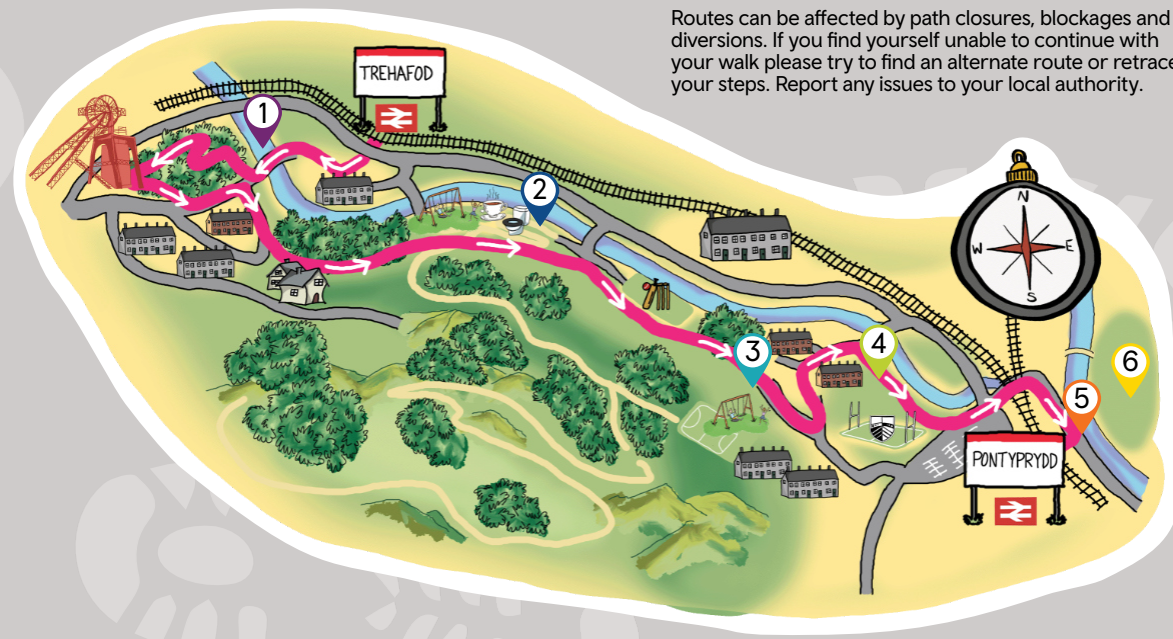 Routes can be affected by path closures, blockages and
diversions. If you find yourself unable to continue with
your walk please try to find an alternate route or retrace
your steps. Report any issues to your local authority.
TREHAFOD
1
2
N
W
E
S
3
4
6
5
PONTYPRYDD